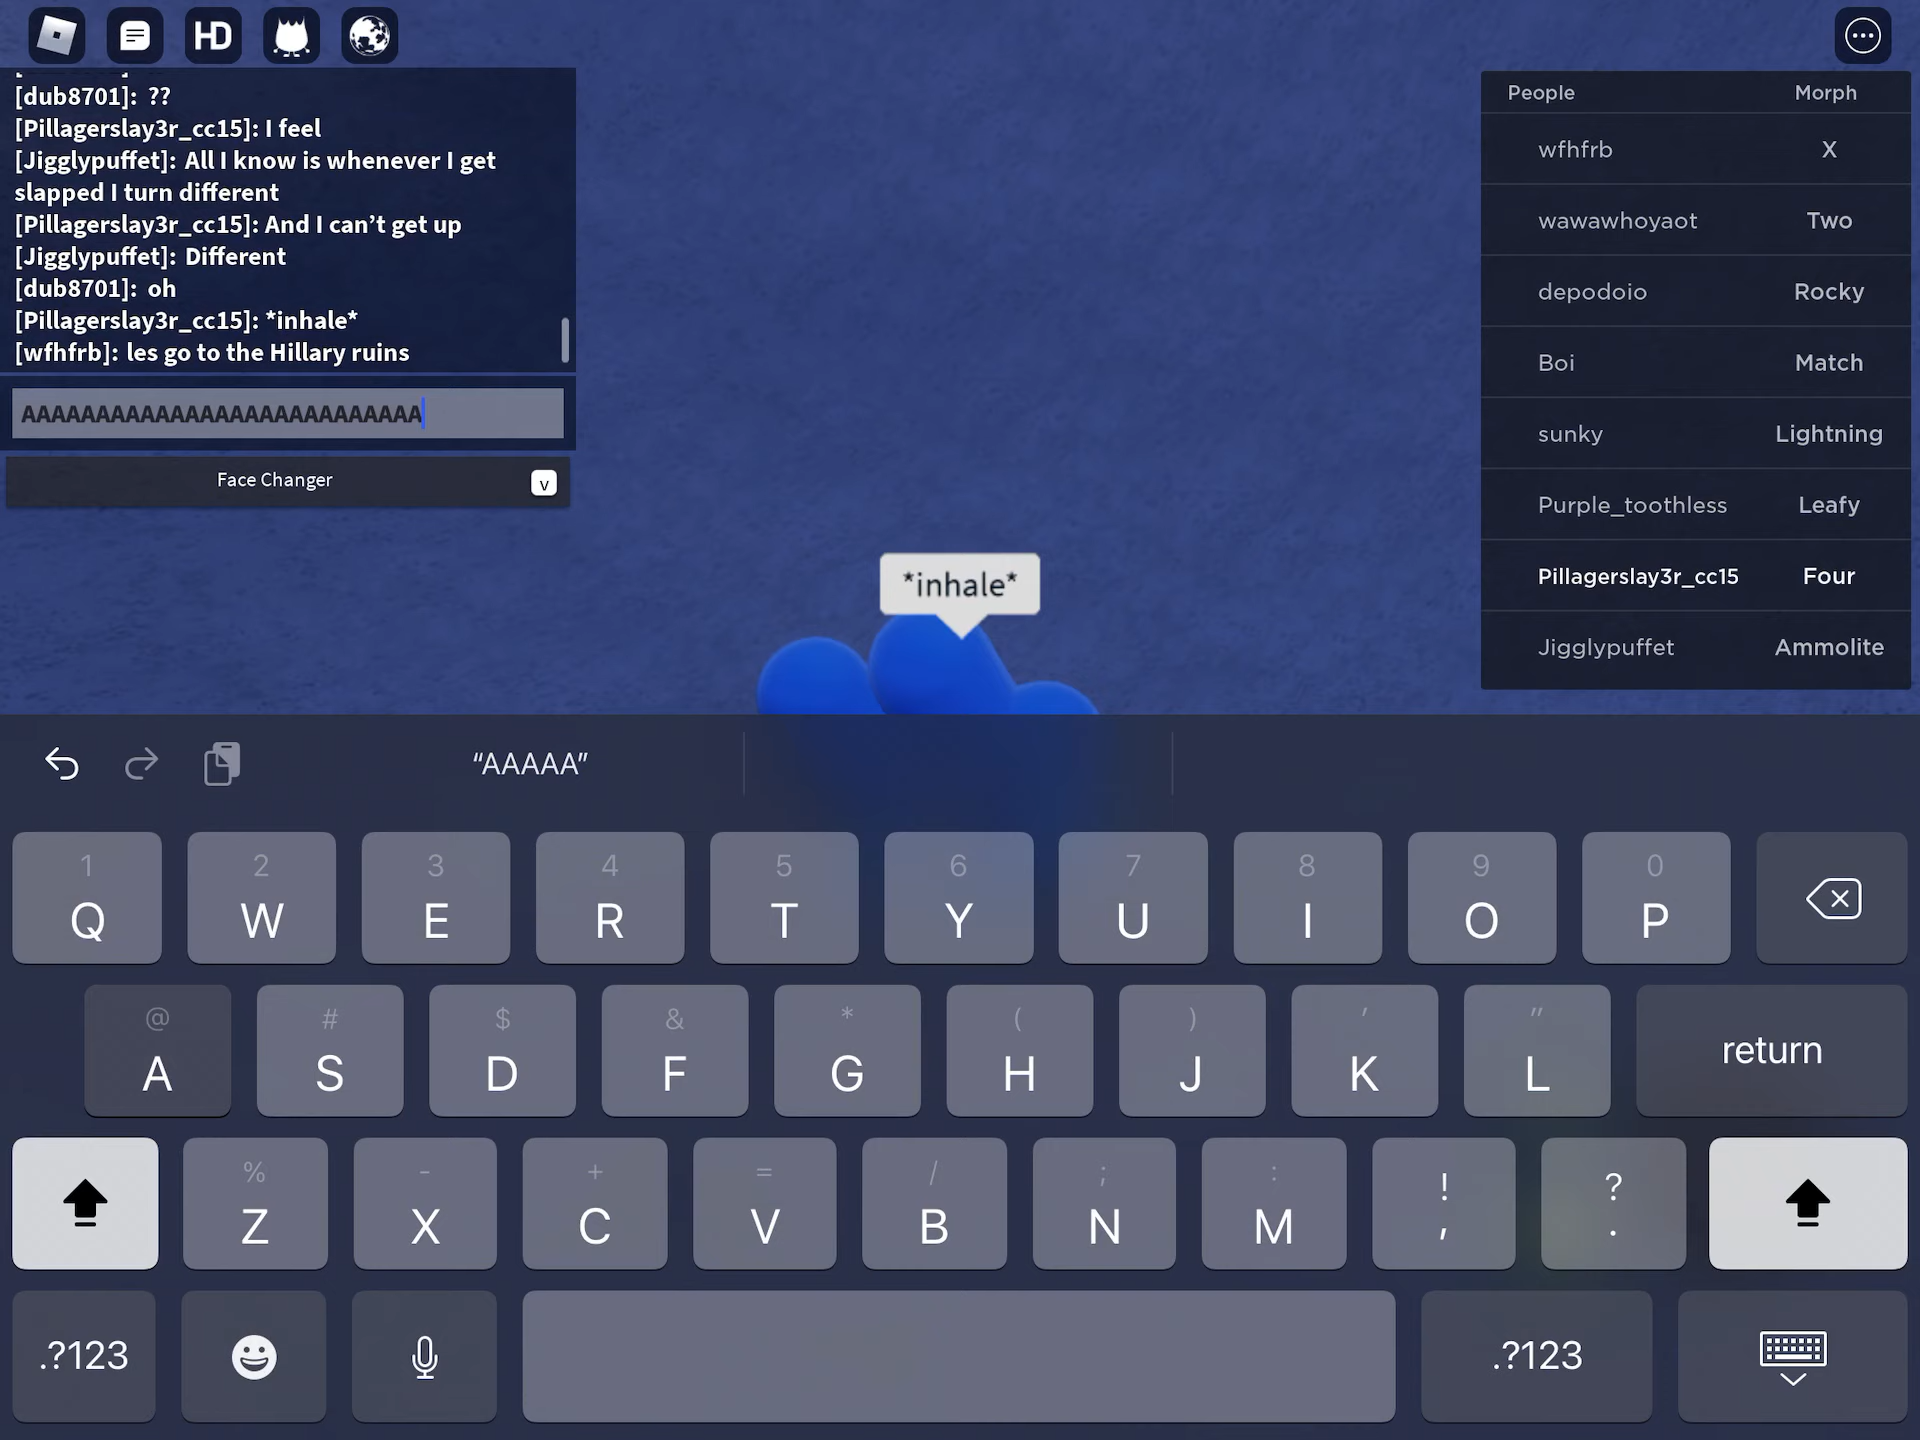 HD
[dub8701]: ??
[Pillagerslay3r_cc15]: I feel
[Jigglypuffet]: All I know is whenever I get
slapped I turn different
[Pillagerslay3r_cc15]: And I can’t get up
[Jigglypuffet]: Different
[dub8701]: oh
[Pillagerslay3r_cc15]: *inhale*
[wfhfrb]: les go to the Hillary ruins
AAAAAAAAAAAAAAAAAAAAAAAAAAA
Face Changer v
People Morph
wfhfrb X
wawawhoyaot Two
depodoio Rocky
Boi Match
sunky Lightning
Purple_toothless Leafy
Pillagerslay3r_cc15 Four
Jigglypuffet Ammolite
*inhale*
“AAAAA”
1 2 3 4 5 6 7 8 9 0
Q W E R T Y U I O P
@ # $ & * ( ) ' "
A S D F G H J K L return
% - + = / ; : ! ?
Z X C V B N M , .
.?123 .?123